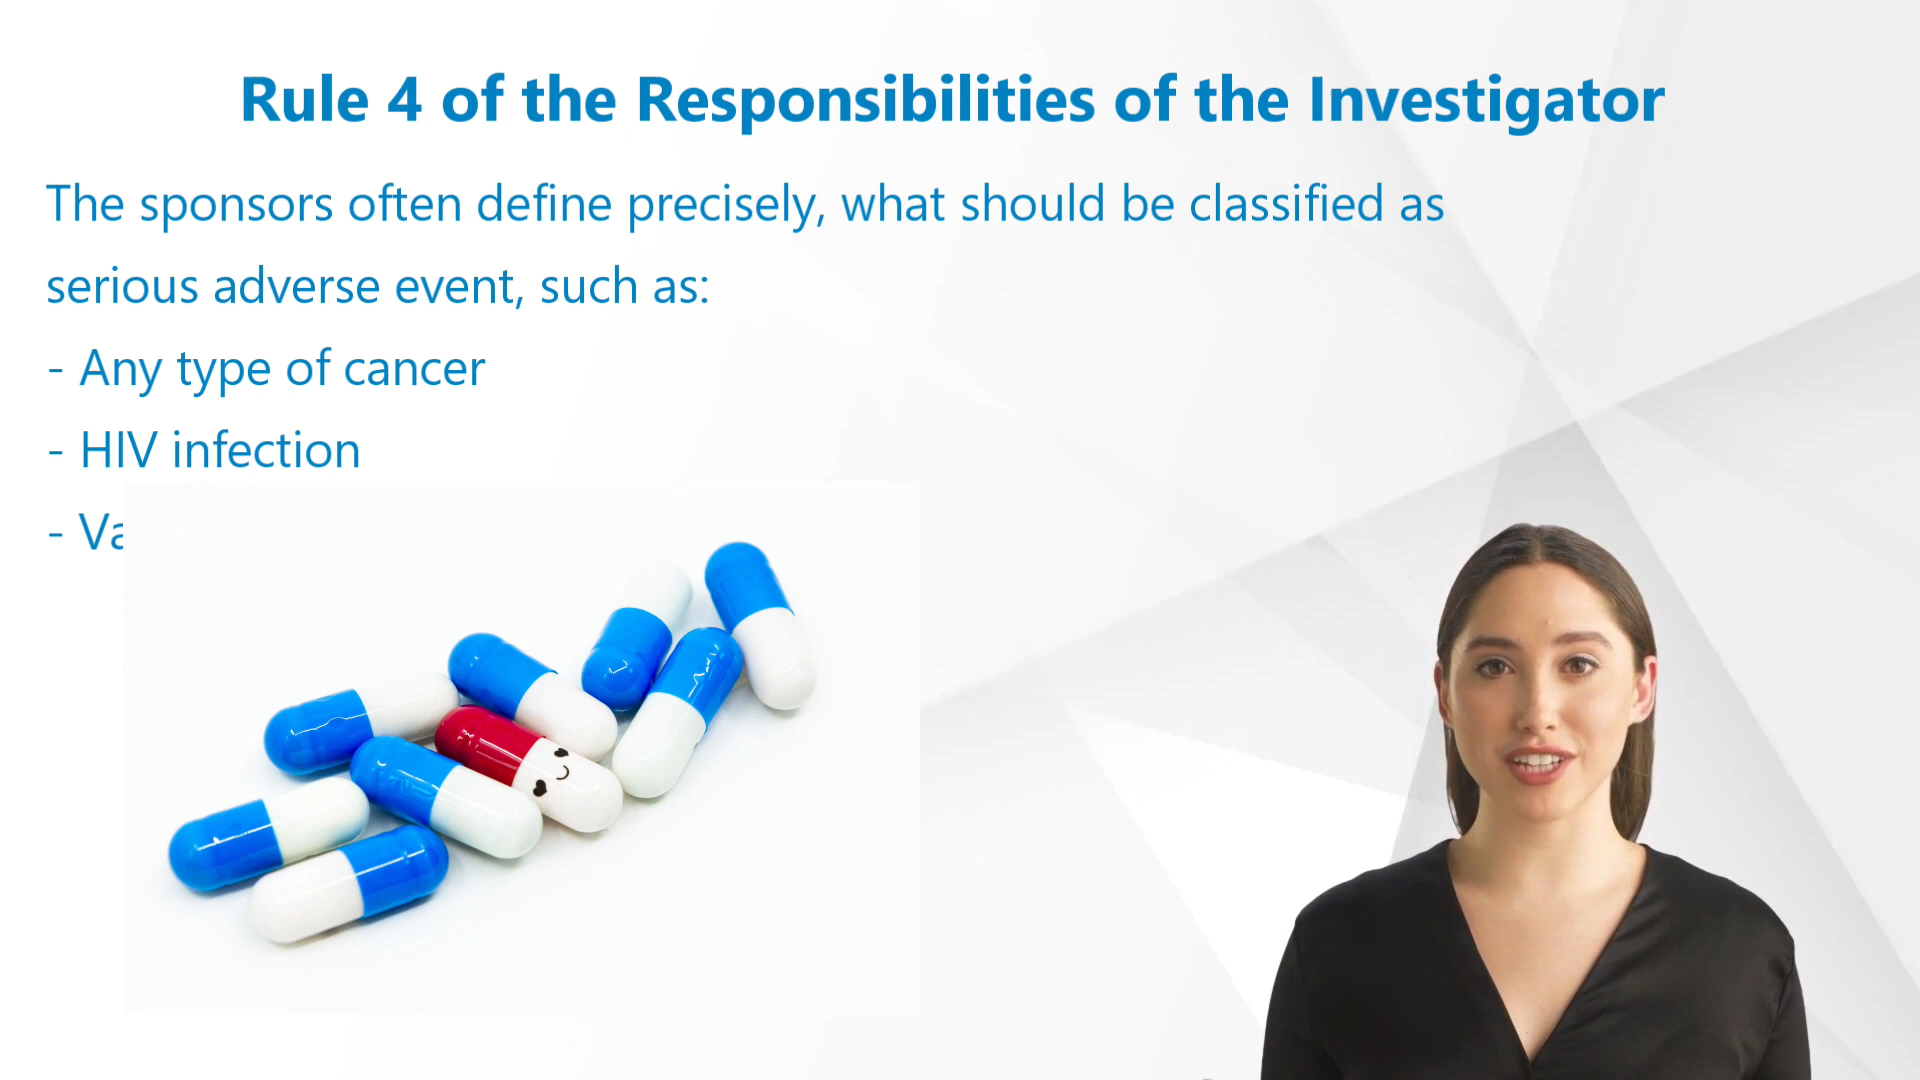 Rule 4 of the Responsibilities of the Investigator
The sponsors often define precisely, what should be classified as
serious adverse event, such as:
- Any type of cancer
- HIV infection
-